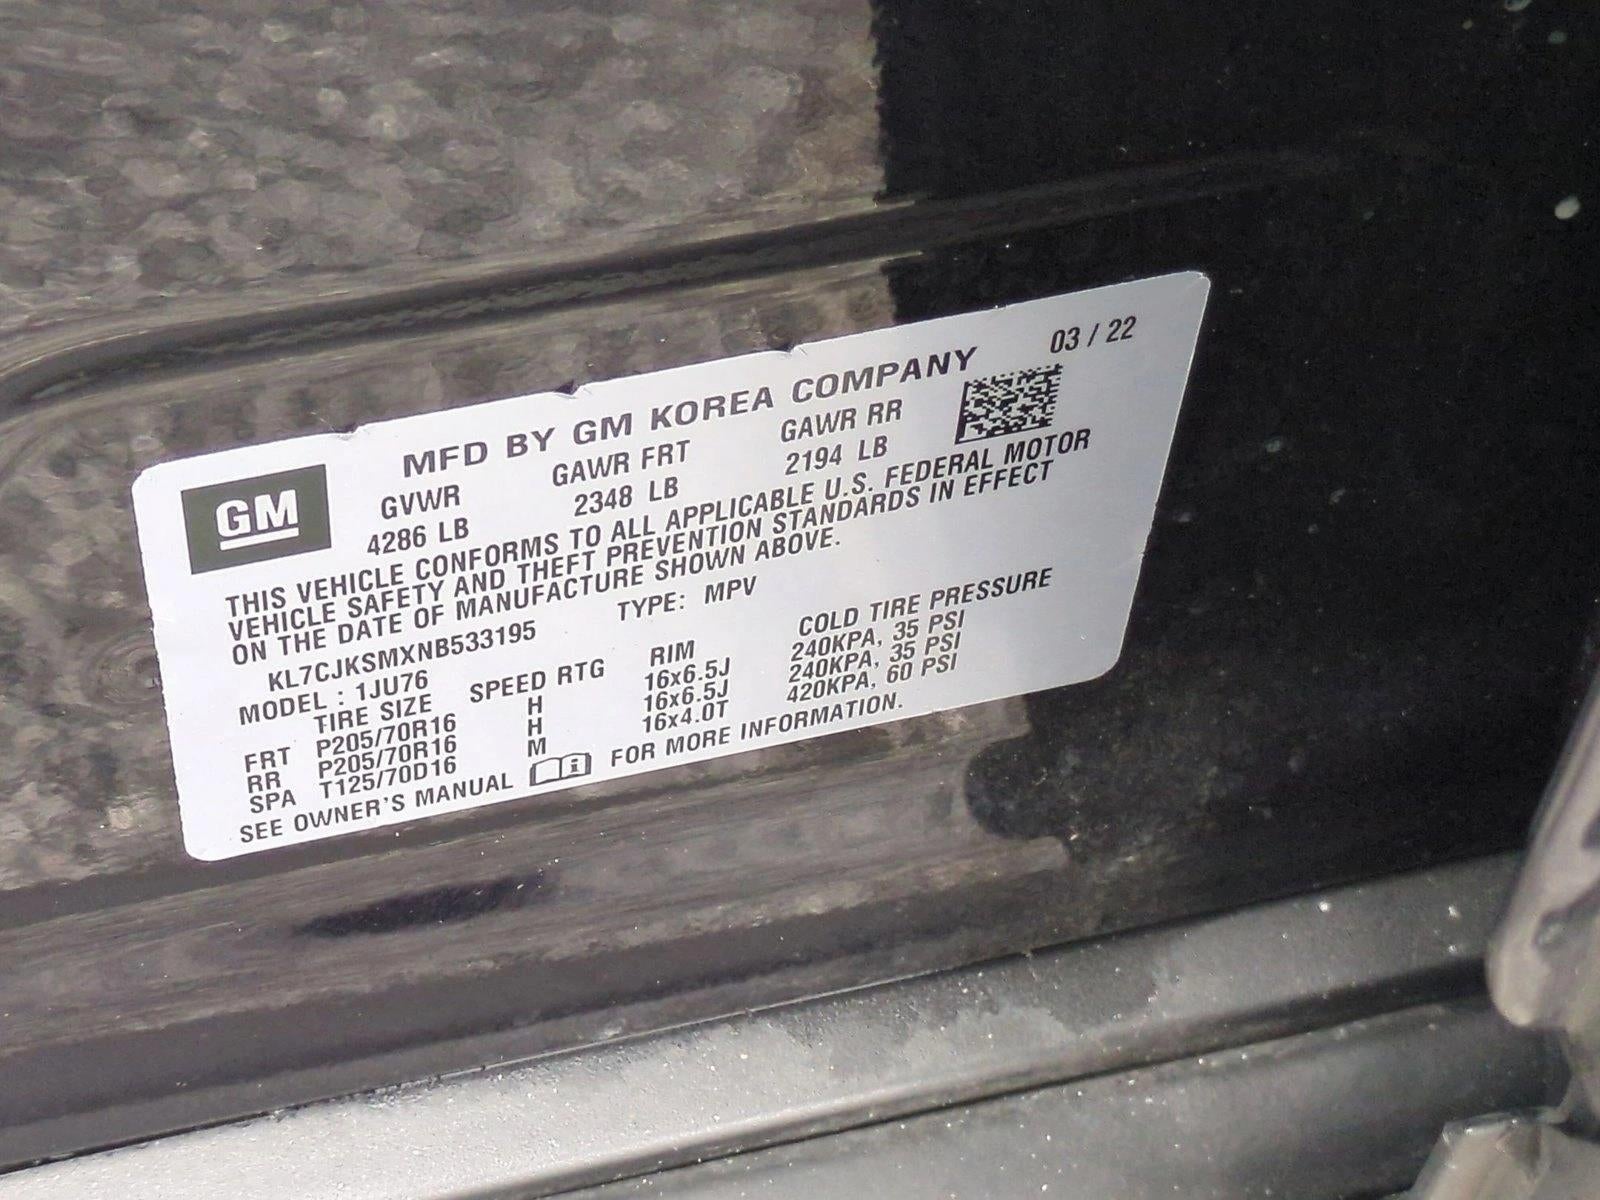 MFD BY GM KOREA COMPANY 03 / 22
GM
GVWR GAWR FRT GAWR RR
4286 LB 2348 LB 2194 LB
THIS VEHICLE CONFORMS TO ALL APPLICABLE U.S. FEDERAL MOTOR
VEHICLE SAFETY AND THEFT PREVENTION STANDARDS IN EFFECT
ON THE DATE OF MANUFACTURE SHOWN ABOVE.
KL7CJKSMXNB533195 TYPE: MPV
MODEL : 1JU76
TIRE SIZE SPEED RTG RIM COLD TIRE PRESSURE
FRT P205/70R16 H 16x6.5J 240KPA, 35 PSI
RR P205/70R16 H 16x6.5J 240KPA, 35 PSI
SPA T125/70D16 M 16x4.0T 420KPA, 60 PSI
SEE OWNER'S MANUAL i FOR MORE INFORMATION.